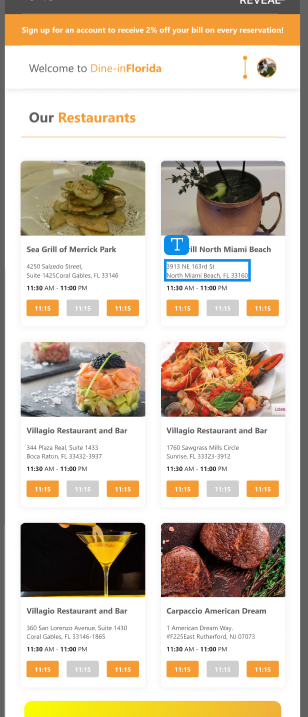 REVEAL
Sign up for an account to receive 2% off your bill on every reservation!
Welcome to Dine-inFlorida
Our Restaurants
Sea Grill of Merrick Park
4250 Salzedo Street,
Suite 1425Coral Gables, FL 33146
11:30 AM - 11:00 PM
11:15 11:15 11:15
T
rill North Miami Beach
3913 NE 163rd St
North Miami Beach, FL 33160
11:30 AM - 11:00 PM
11:15 11:15 11:15
Villagio Restaurant and Bar
344 Plaza Real, Suite 1433
Boca Raton, FL 33432-3937
11:30 AM - 11:00 PM
11:15 11:15 11:15
Villagio Restaurant and Bar
1760 Sawgrass Mills Circle
Sunrise, FL 33323-3912
11:30 AM - 11:00 PM
11:15 11:15 11:15
Villagio Restaurant and Bar
360 San Lorenzo Avenue, Suite 1430
Coral Gables, FL 33146-1865
11:30 AM - 11:00 PM
11:15 11:15 11:15
Carpaccio American Dream
1 American Dream Way,
#F225East Rutherford, NJ 07073
11:30 AM - 11:00 PM
11:15 11:15 11:15